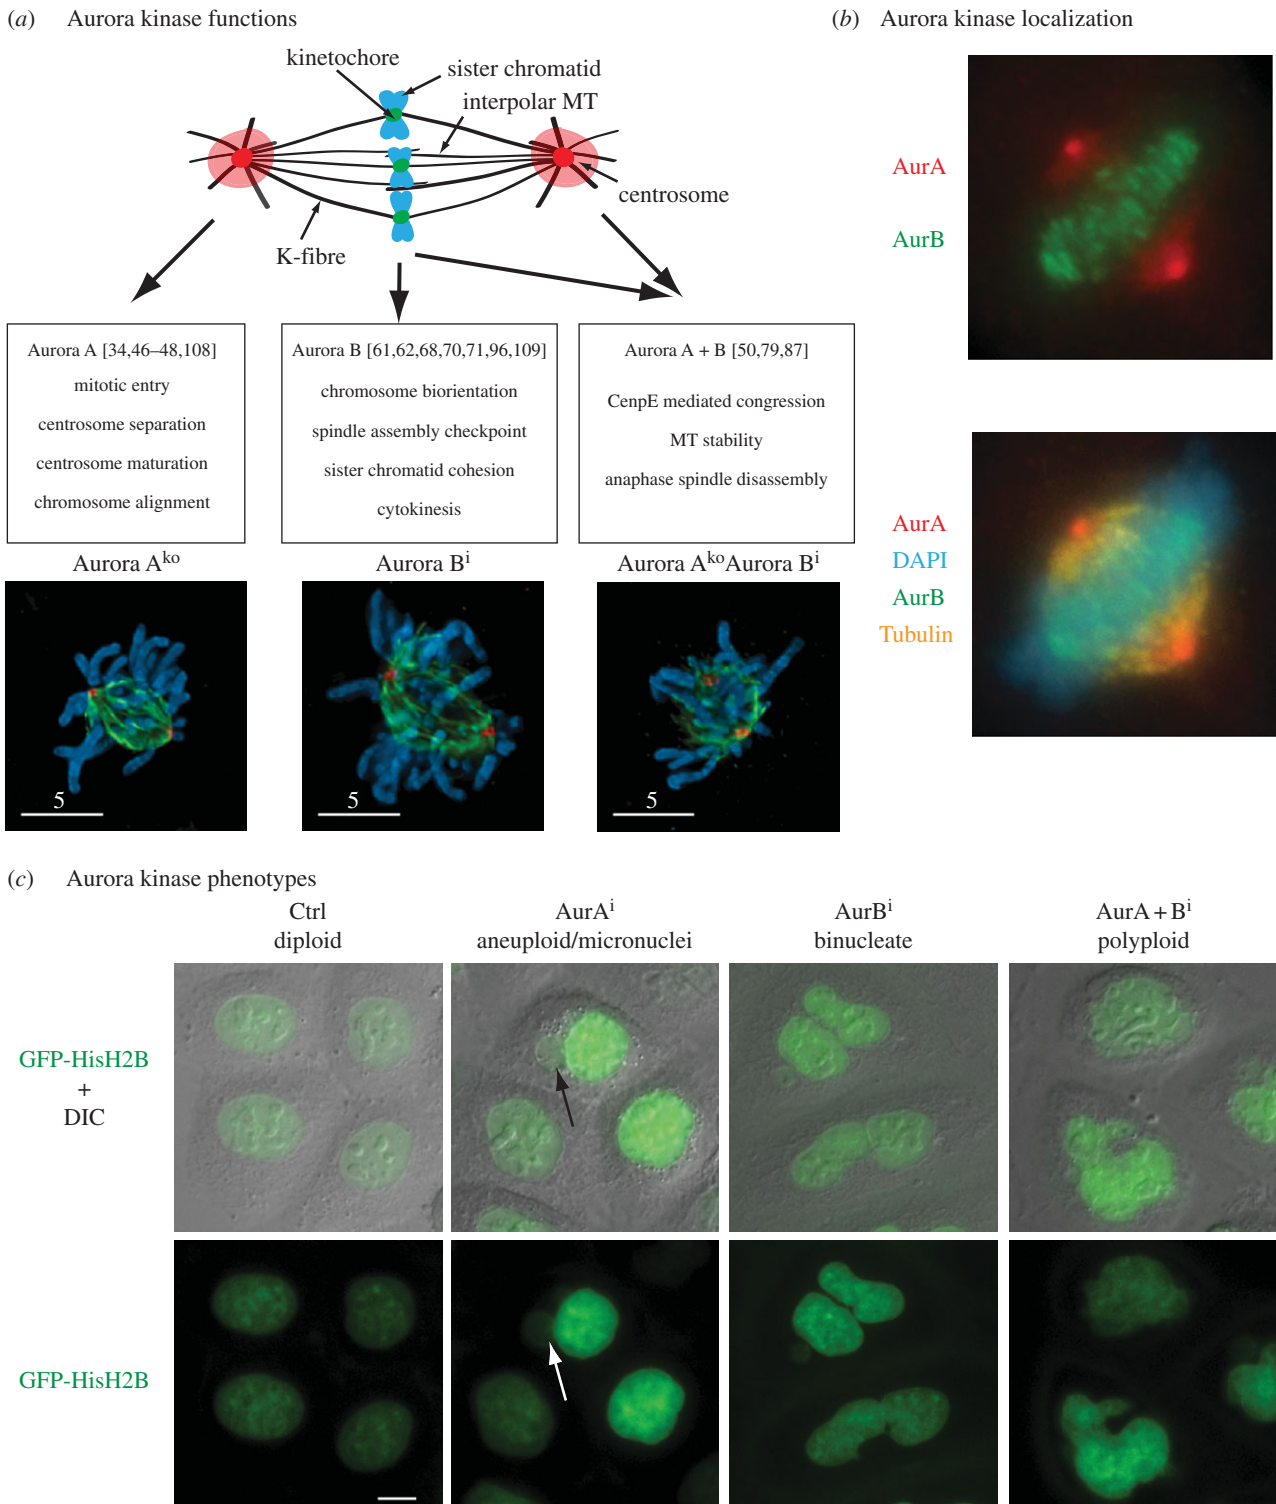 (a) Aurora kinase functions
kinetochore
sister chromatid
interpolar MT
centrosome
K-fibre
Aurora A [34,46–48,108]
mitotic entry
centrosome separation
centrosome maturation
chromosome alignment
Aurora B [61,62,68,70,71,96,109]
chromosome biorientation
spindle assembly checkpoint
sister chromatid cohesion
cytokinesis
Aurora A + B [50,79,87]
CenpE mediated congression
MT stability
anaphase spindle disassembly
Aurora A^ko
Aurora B^i
Aurora A^ko Aurora B^i
5
5
5
(b) Aurora kinase localization
AurA
AurB
AurA
DAPI
AurB
Tubulin
(c) Aurora kinase phenotypes
Ctrl
diploid
AurA^i
aneuploid/micronuclei
AurB^i
binucleate
AurA + B^i
polyploid
GFP-HisH2B
+
DIC
GFP-HisH2B